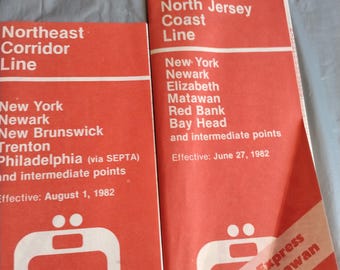 Northeast
Corridor
Line
New York
Newark
New Brunswick
Trenton
Philadelphia (via SEPTA)
and intermediate points
Effective: August 1, 1982
North Jersey
Coast
Line
New York
Newark
Elizabeth
Matawan
Red Bank
Bay Head
and intermediate points
Effective: June 27, 1982
Express